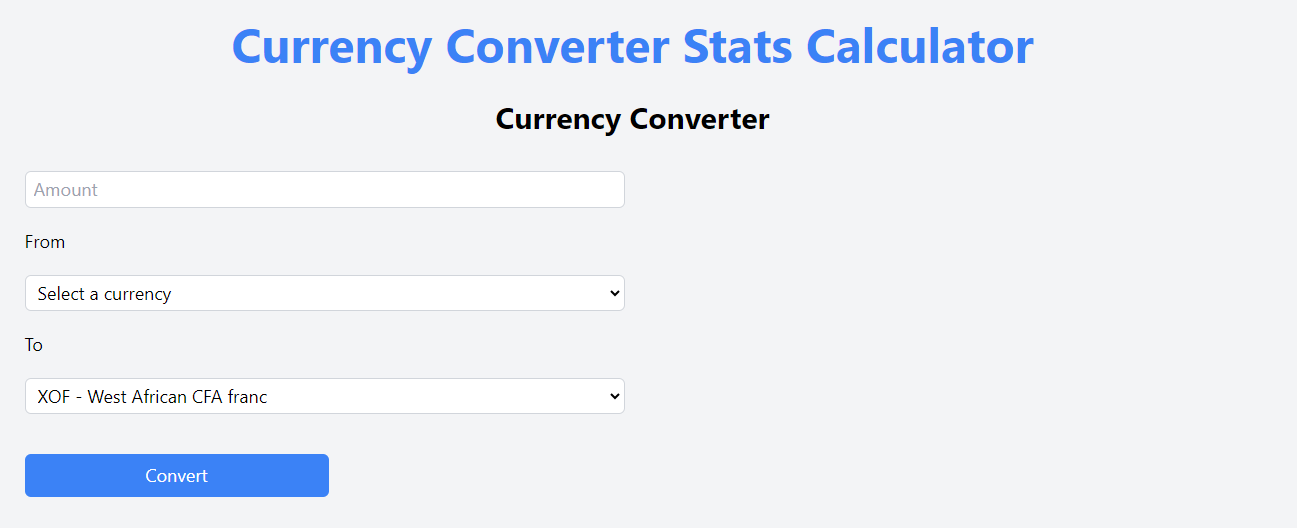 Currency Converter Stats Calculator
Currency Converter
Amount
From
Select a currency
To
XOF - West African CFA franc
Convert